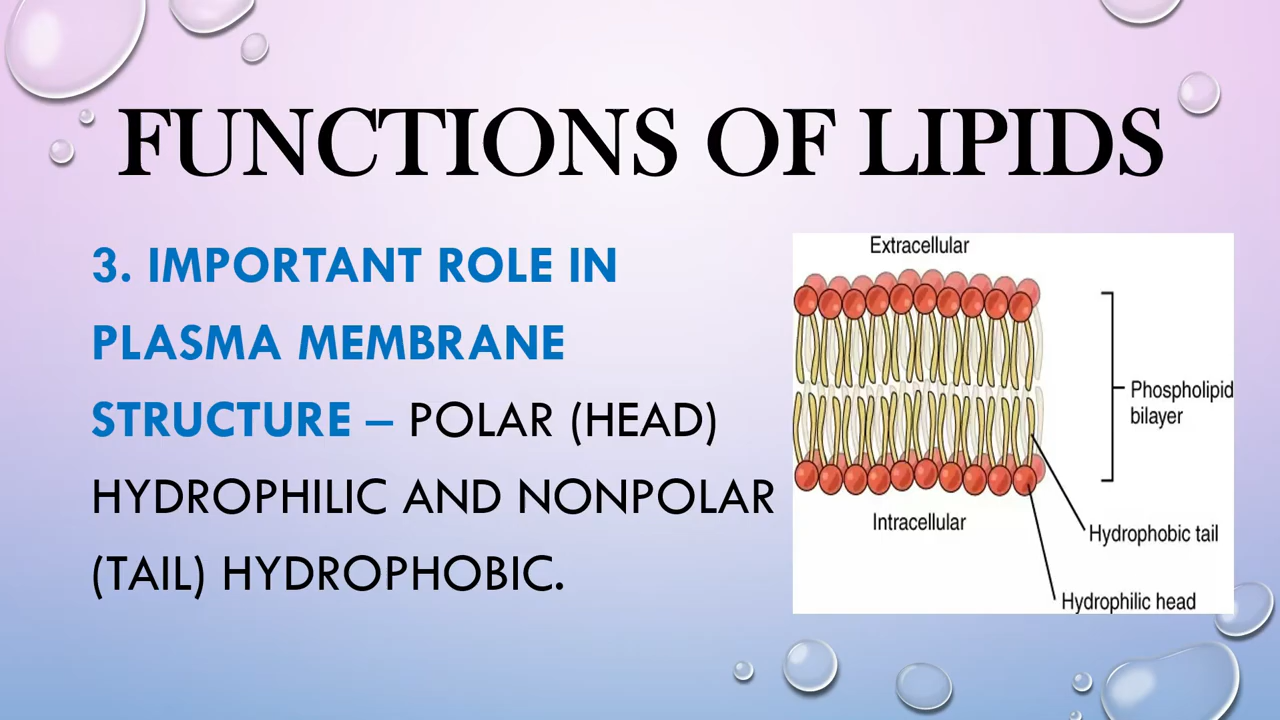 FUNCTIONS OF LIPIDS
3. IMPORTANT ROLE IN
PLASMA MEMBRANE
STRUCTURE – POLAR (HEAD)
HYDROPHILIC AND NONPOLAR
(TAIL) HYDROPHOBIC.
Extracellular
Phospholipid
bilayer
Intracellular
Hydrophobic tail
Hydrophilic head